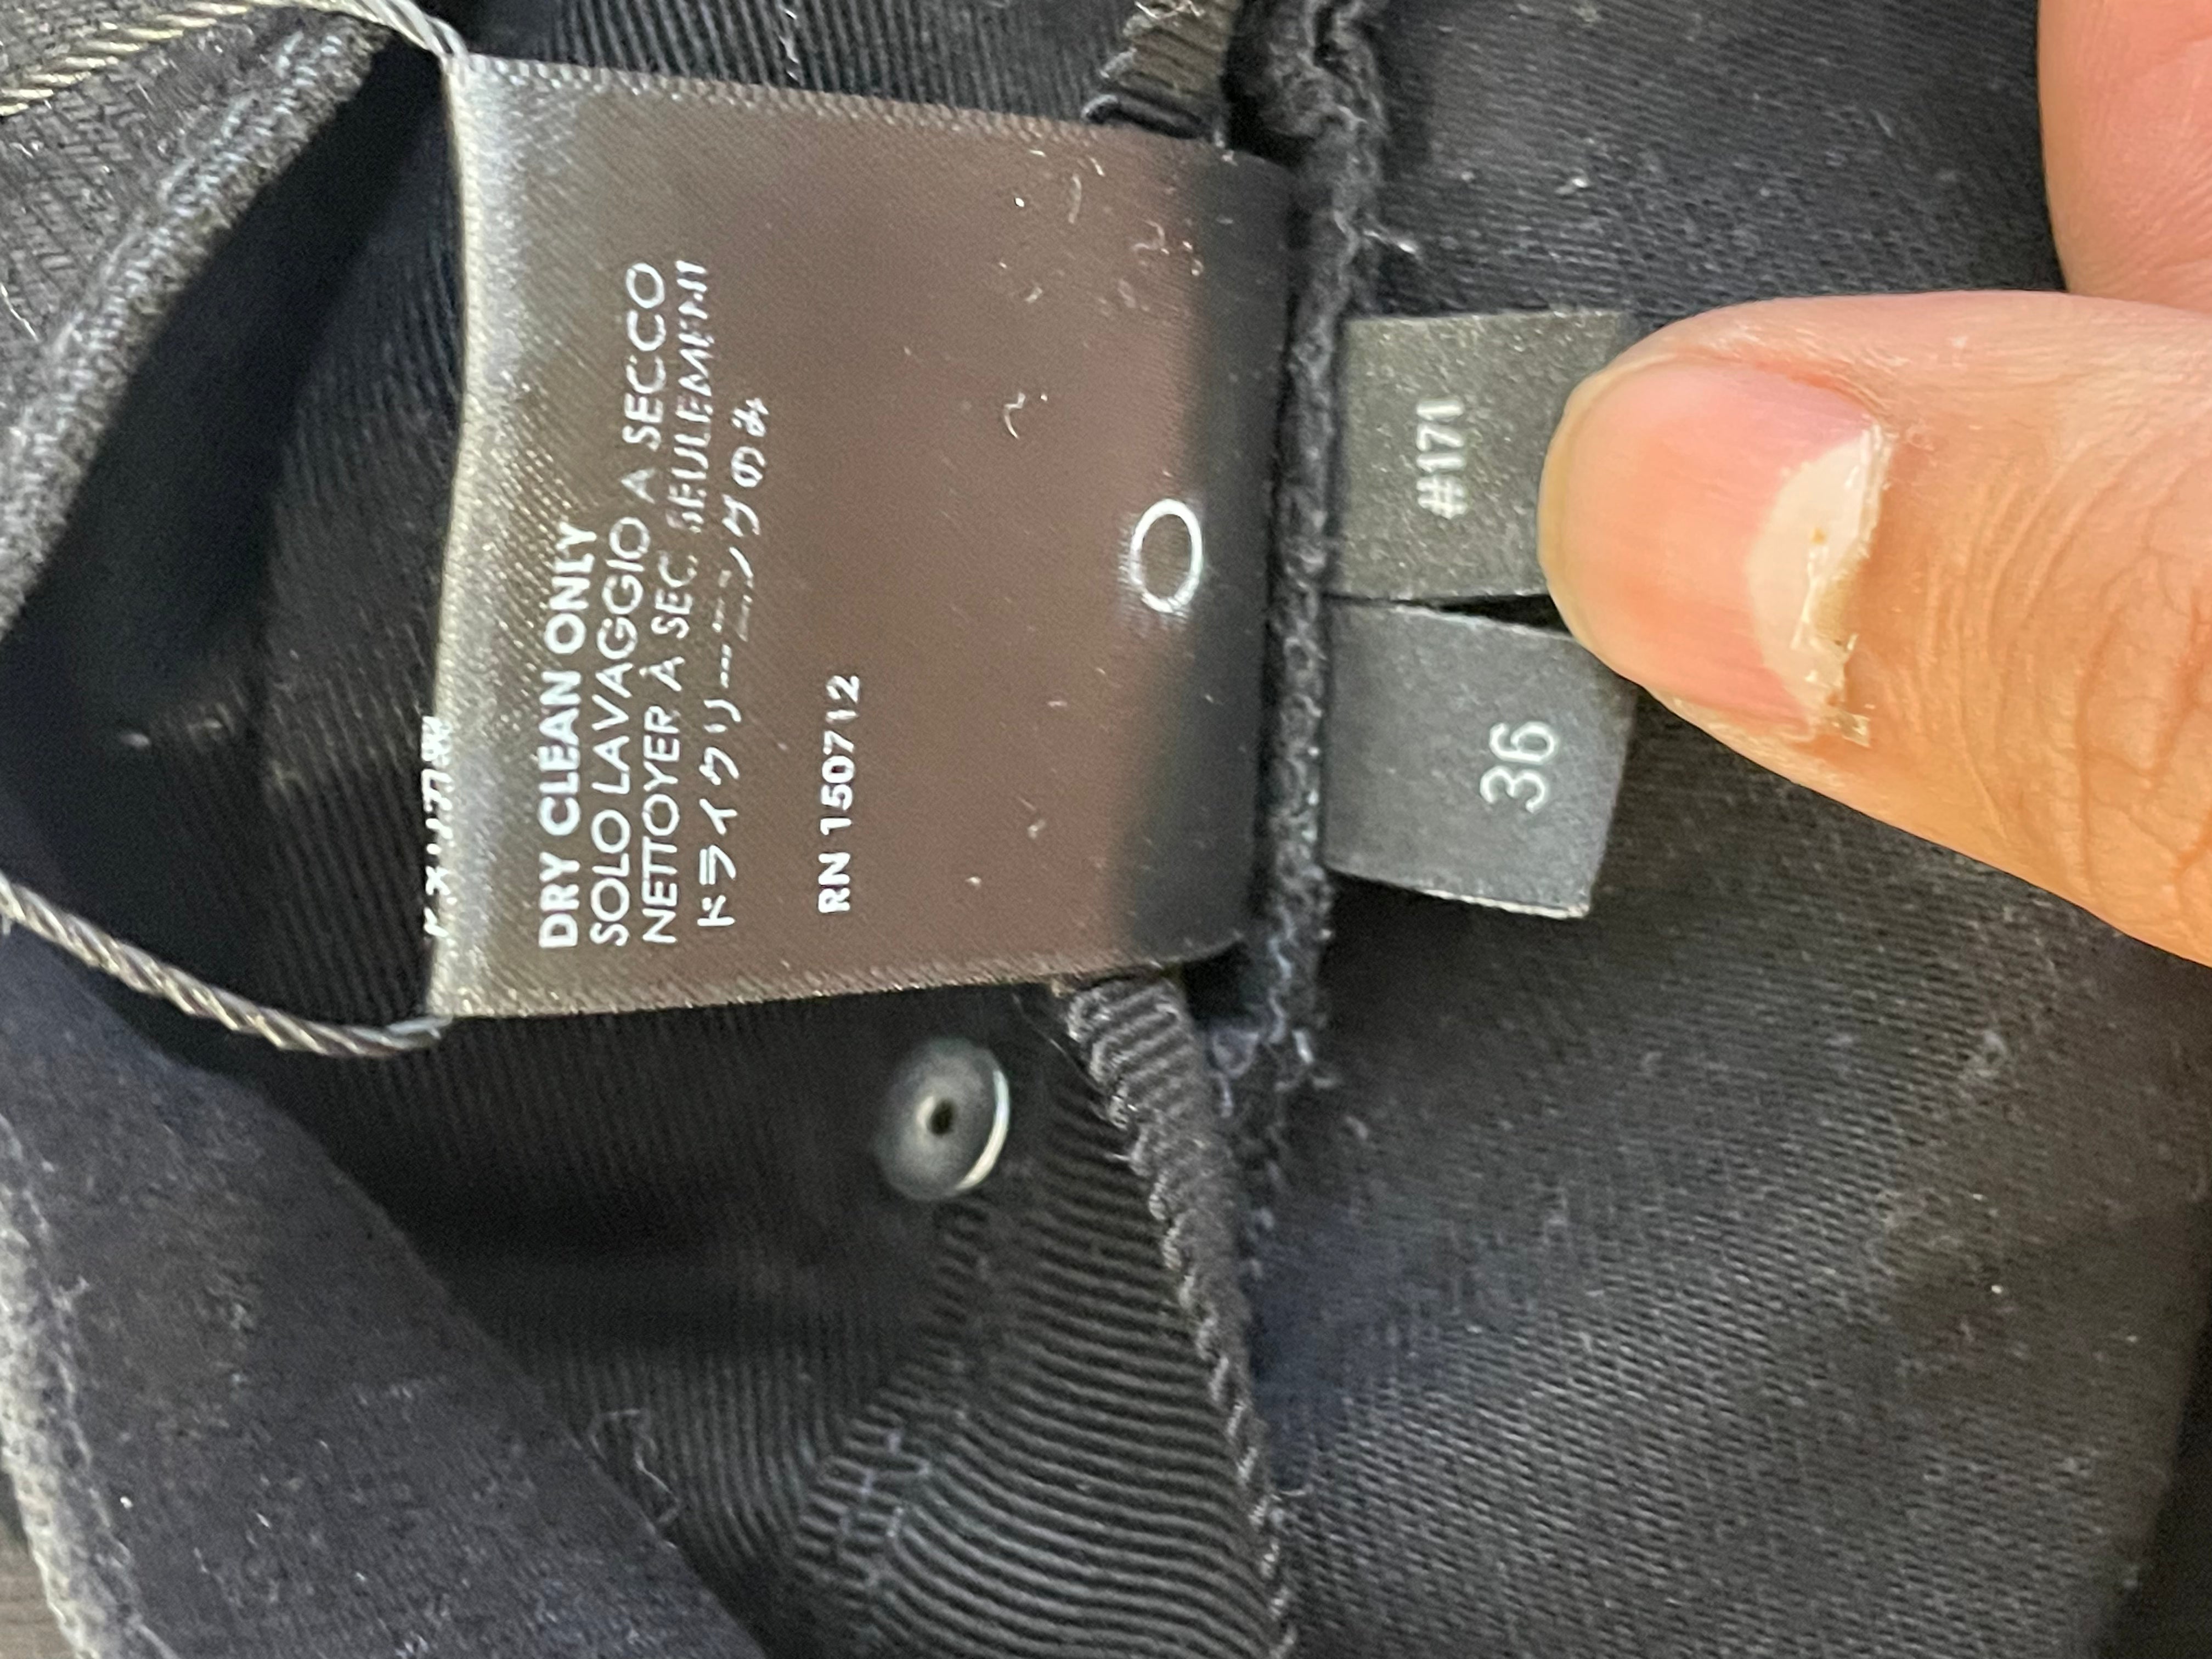 DRY CLEAN ONLY
SOLO LAVAGGIO A SECCO
NETTOYER À SEC SEULEMENT
ドライクリーニングのみ
RN 150712
#171
36